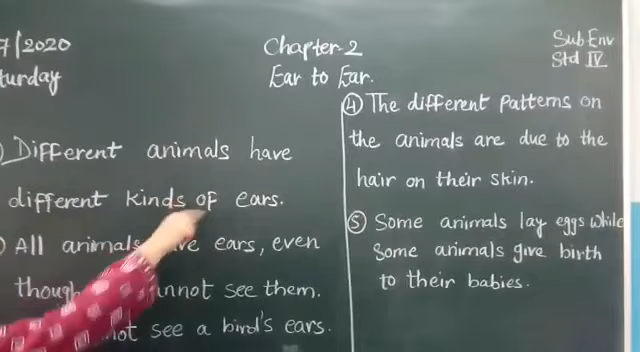 7/2020
turday
Chapter-2
Ear to Ear.
Sub Env
Std IV
Different animals have
different kinds of ears.
All animals ears, even
though cannot see them.
not see a bird's ears.
4 The different patterns on
the animals are due to the
hair on their skin.
5 Some animals lay eggs while
some animals give birth
to their babies.